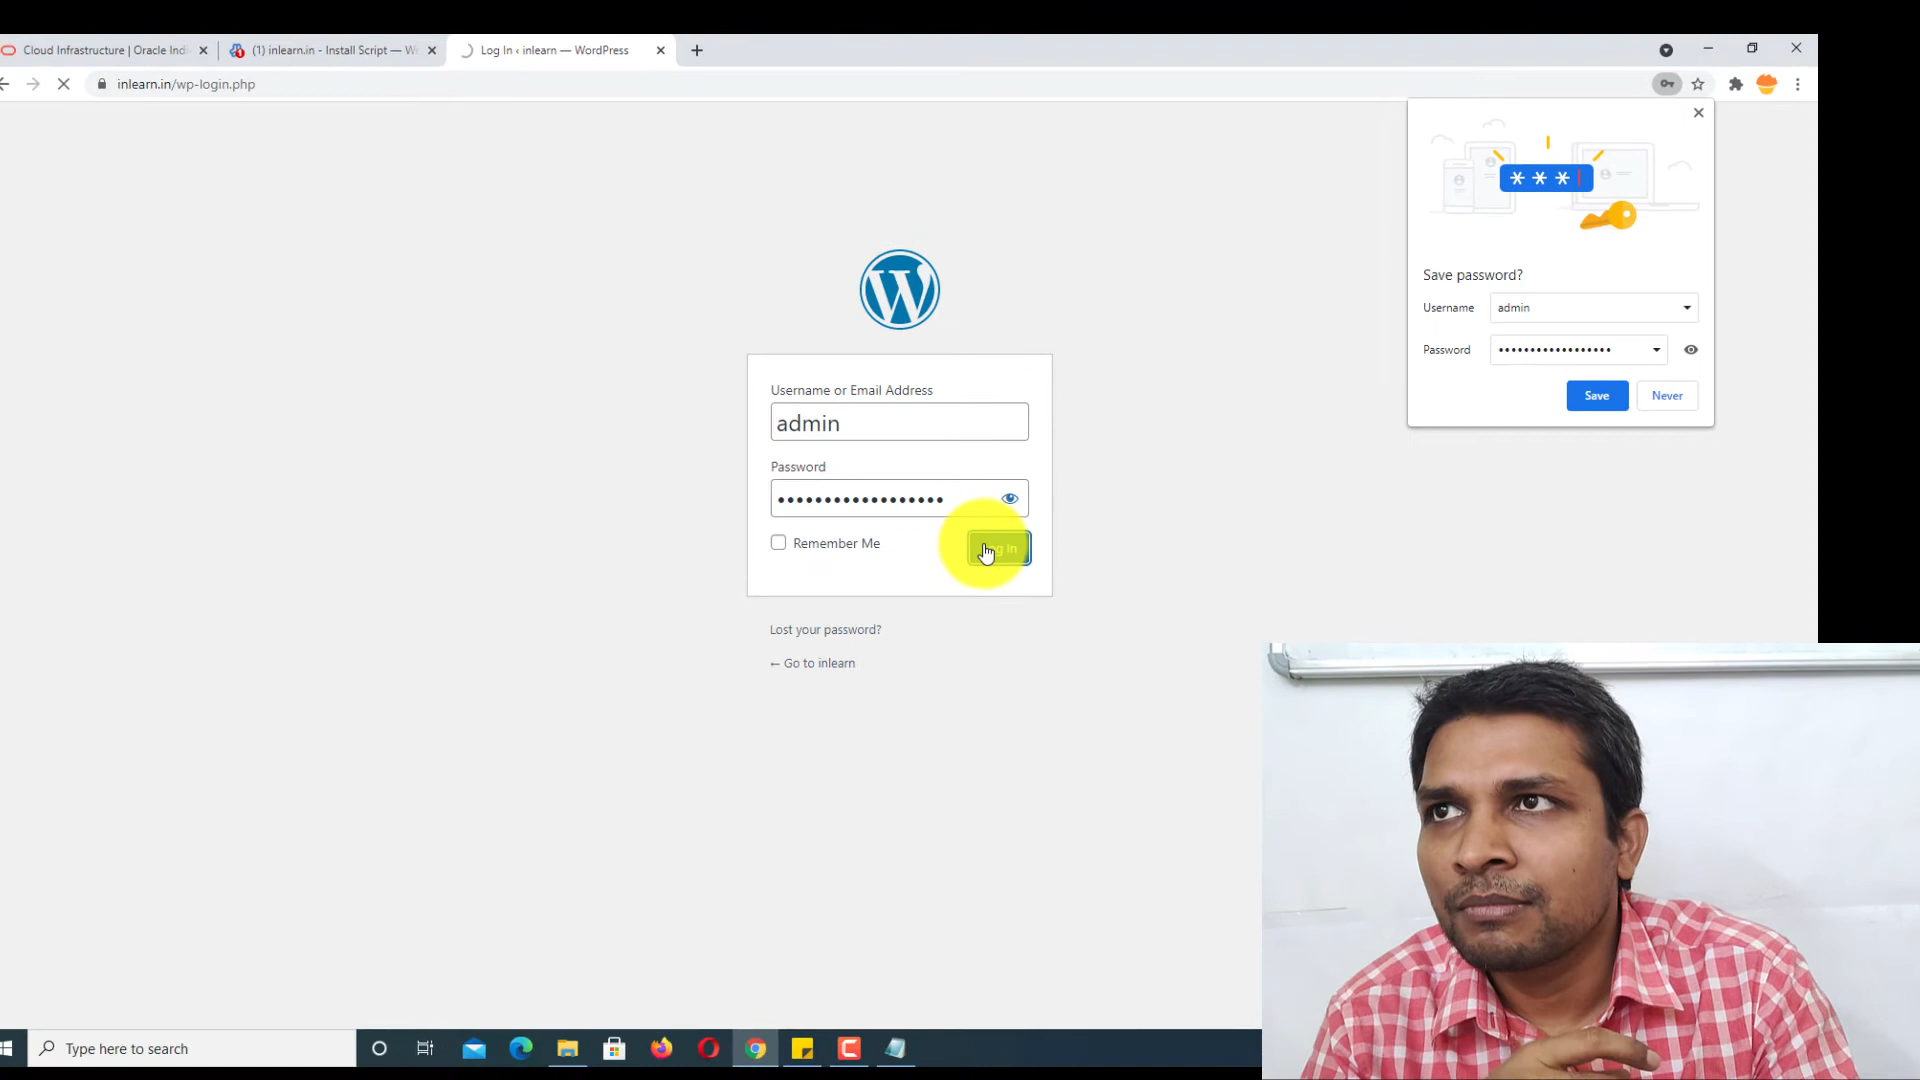 Cloud Infrastructure | Oracle Indi
(1) inlearn.in - Install Script — W
Log In ‹ inlearn — WordPress
inlearn.in/wp-login.php
***
Save password?
Username admin
Password ••••••••••••••••••
Save Never
Username or Email Address
admin
Password
••••••••••••••••••
Remember Me
Log In
Lost your password?
← Go to inlearn
Type here to search